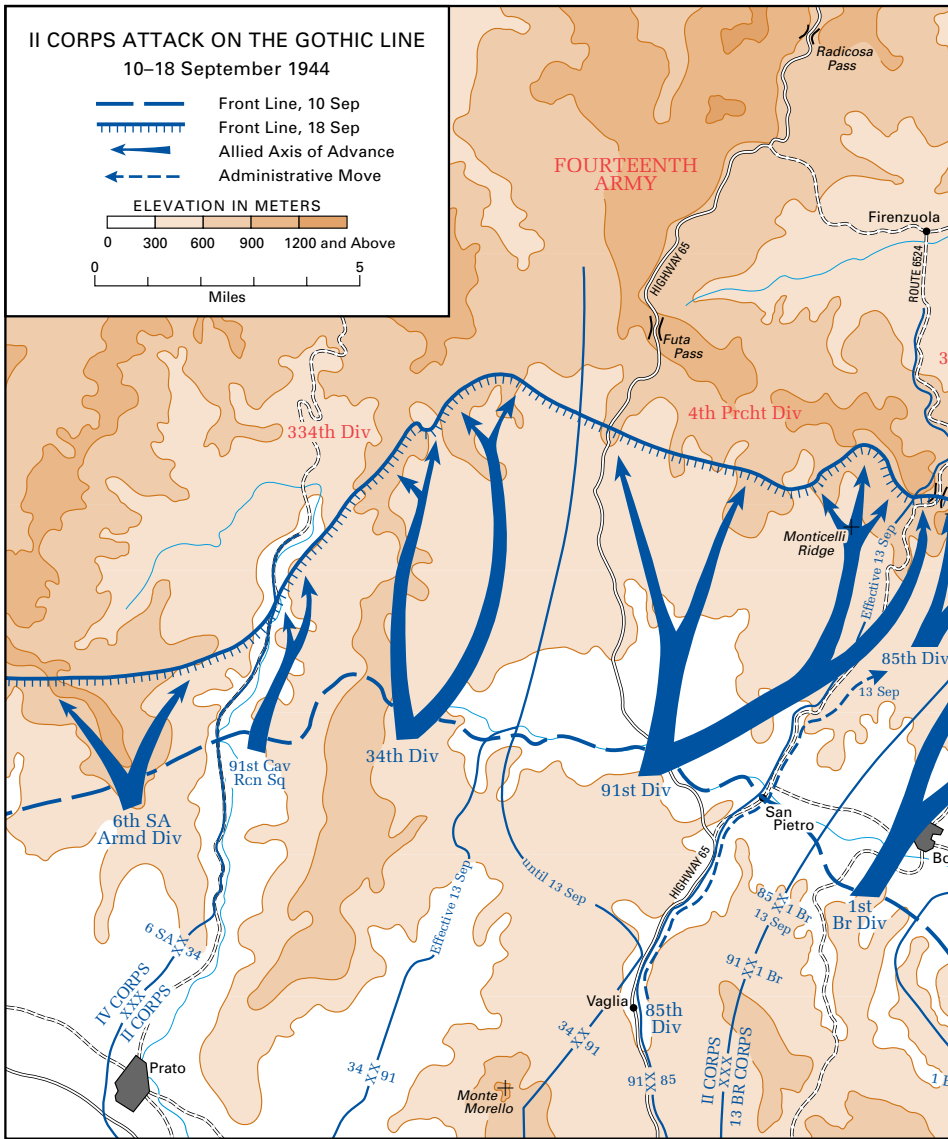 II CORPS ATTACK ON THE GOTHIC LINE
10–18 September 1944
Front Line, 10 Sep
Front Line, 18 Sep
Allied Axis of Advance
Administrative Move
ELEVATION IN METERS
0 300 600 900 1200 and Above
0 5
Miles
Radicosa
Pass
FOURTEENTH
ARMY
Firenzuola
HIGHWAY 65
ROUTE 6524
Futa
Pass
3
334th Div
4th Prcht Div
Monticelli
Ridge
Effective 13 Sep
85th Div
13 Sep
34th Div
91st Cav
Rcn Sq
91st Div
6th SA
Armd Div
San
Pietro
HIGHWAY 65
Bo
until 13 Sep
Effective 13 Sep
85 XX 1 Br
13 Sep
1st
Br Div
6 SA XX 34
91 XX 1 Br
IV CORPS
XXX
II CORPS
Vaglia
85th
Div
34 XX 91
Prato
34 XX 91
91 XX 85
II CORPS
XXX
13 BR CORPS
Monte
Morello
1 B